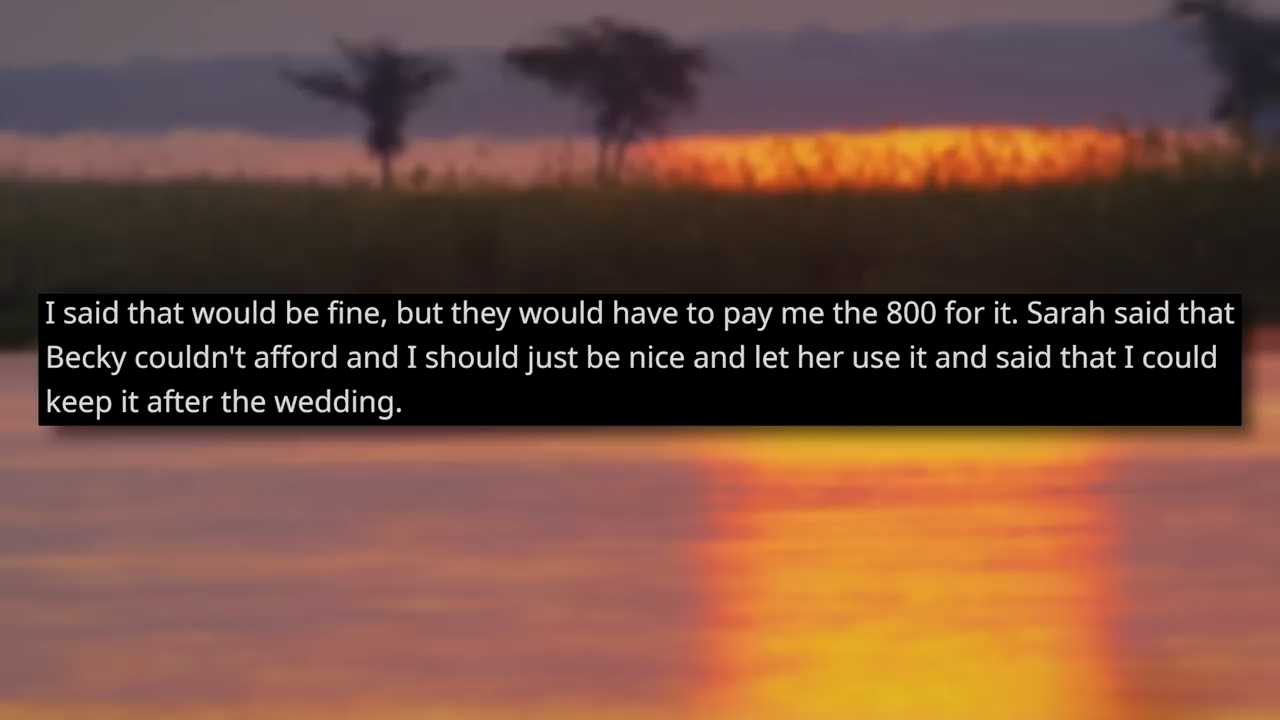 I said that would be fine, but they would have to pay me the 800 for it. Sarah said that
Becky couldn't afford and I should just be nice and let her use it and said that I could
keep it after the wedding.